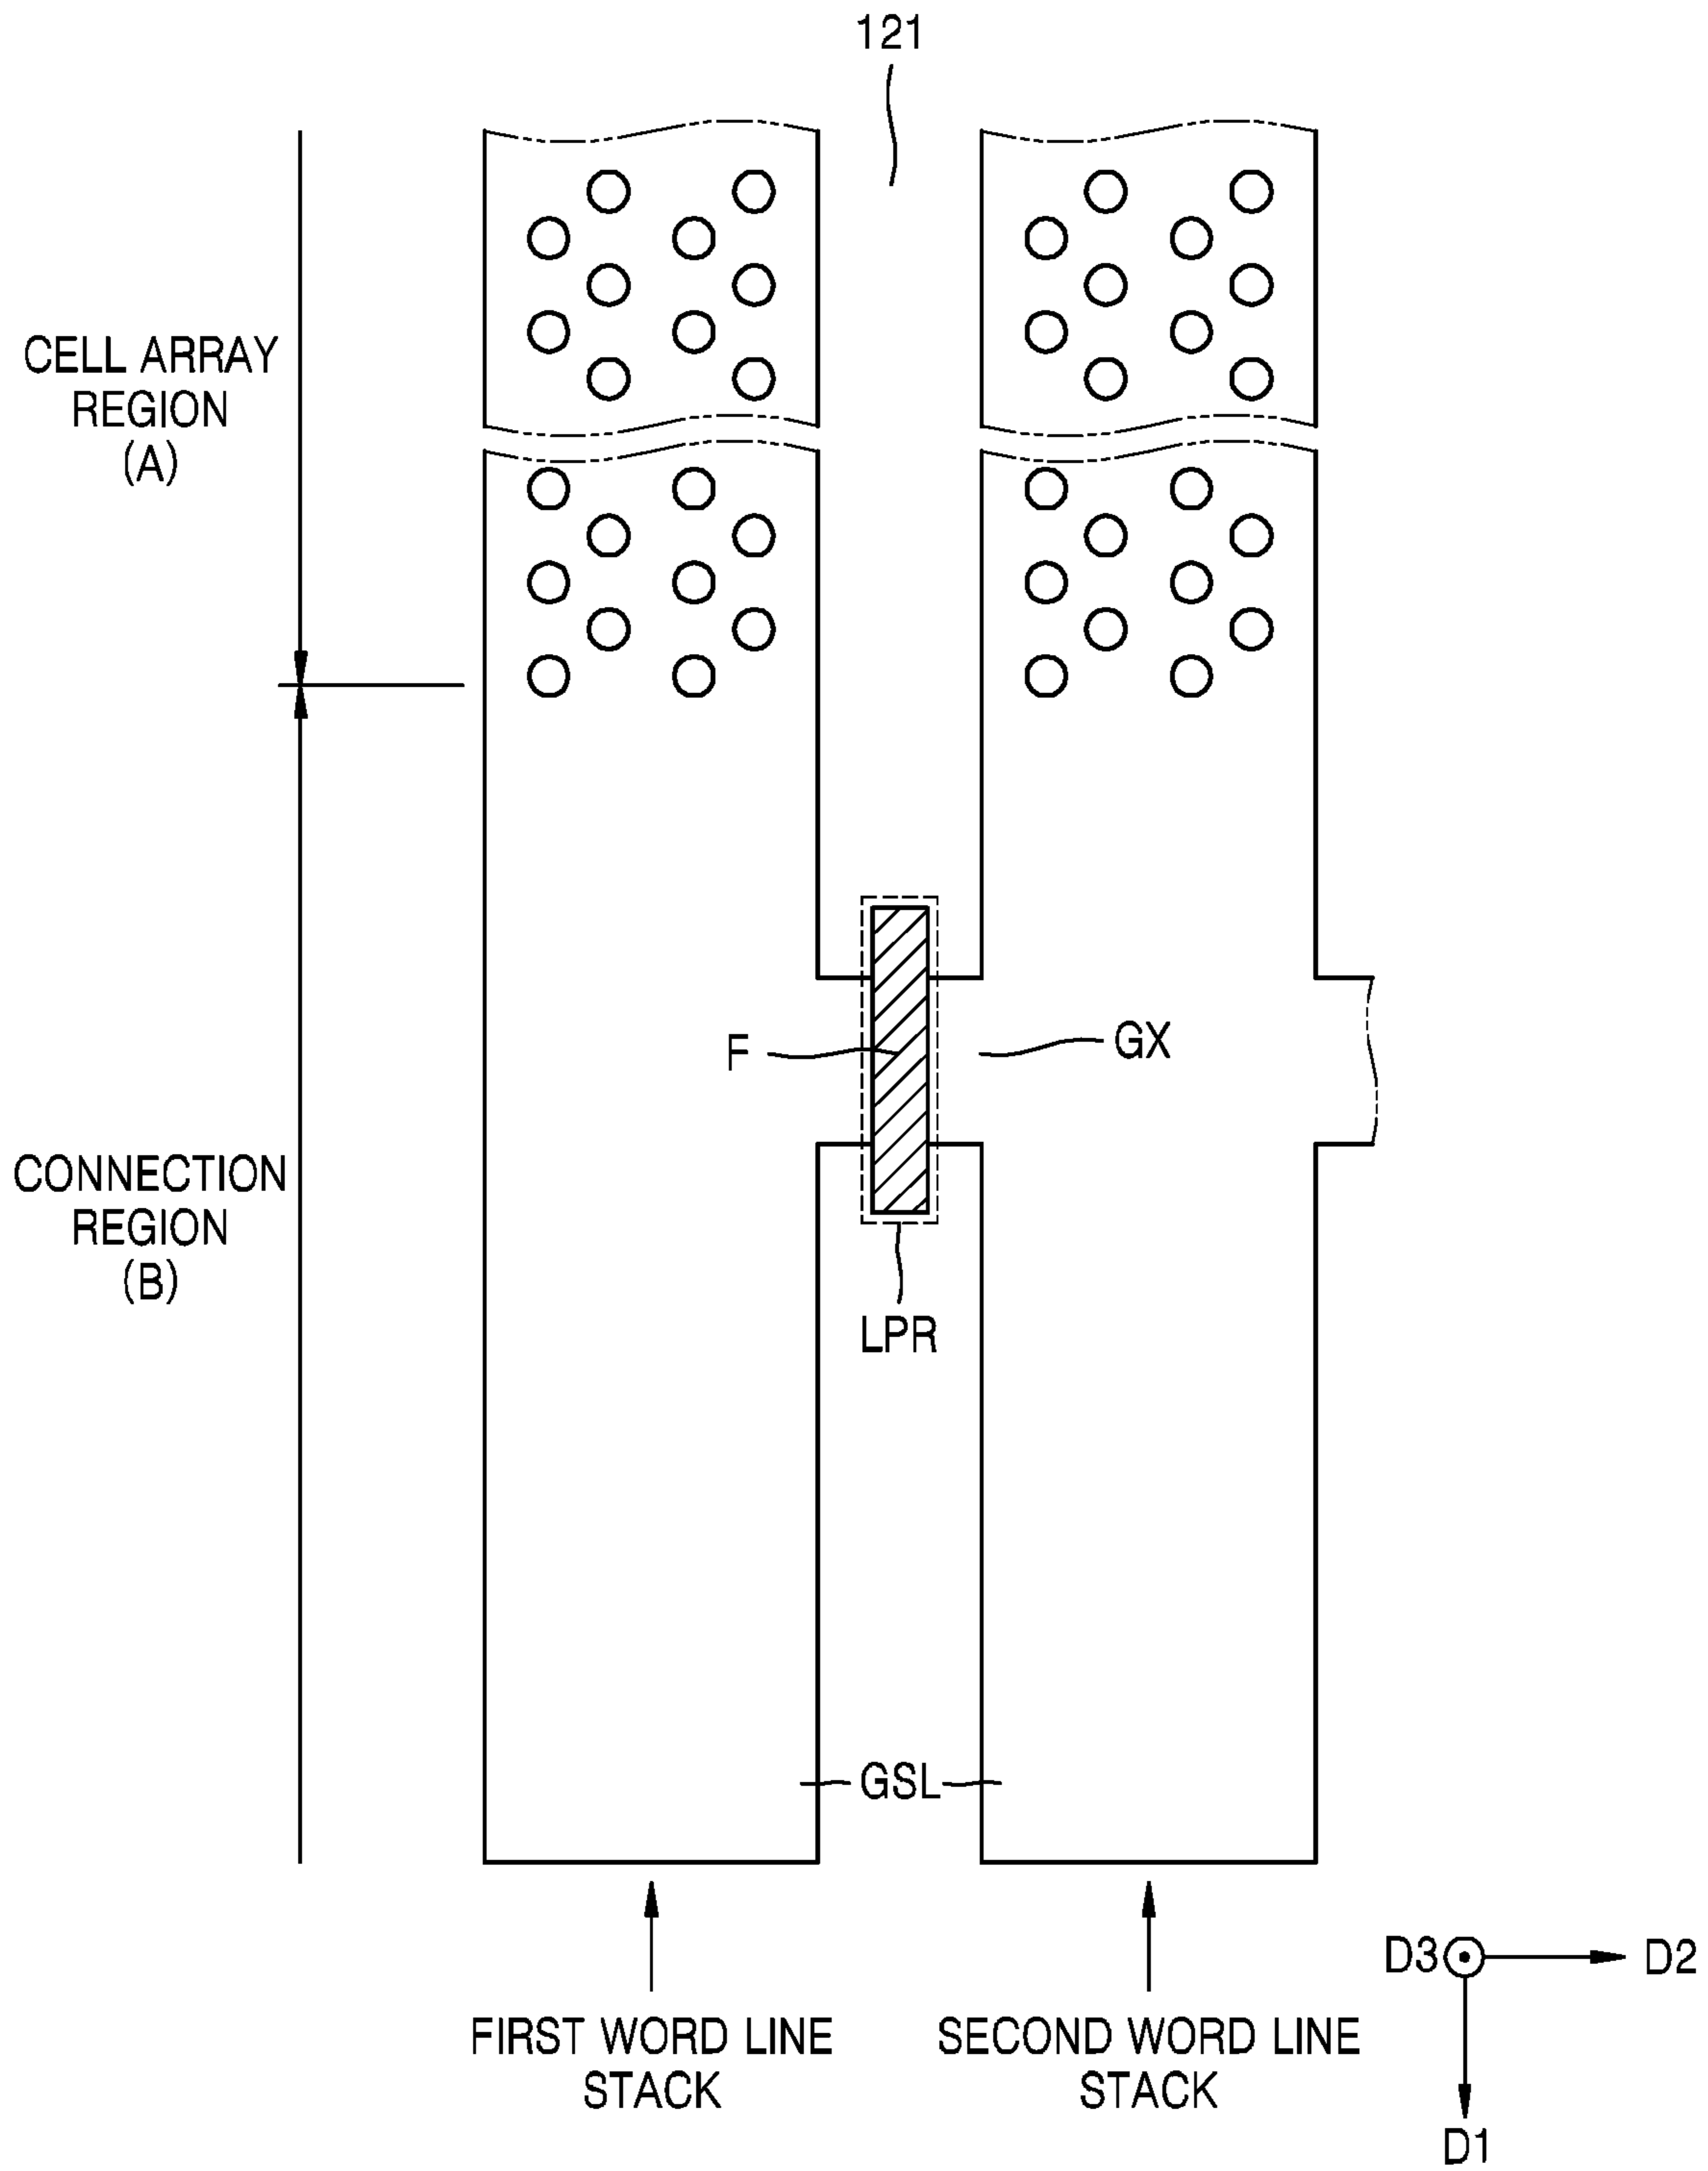 121
CELL ARRAY
REGION
(A)
F
GX
CONNECTION
REGION
(B)
LPR
GSL
D3
D2
FIRST WORD LINE
STACK
SECOND WORD LINE
STACK
D1